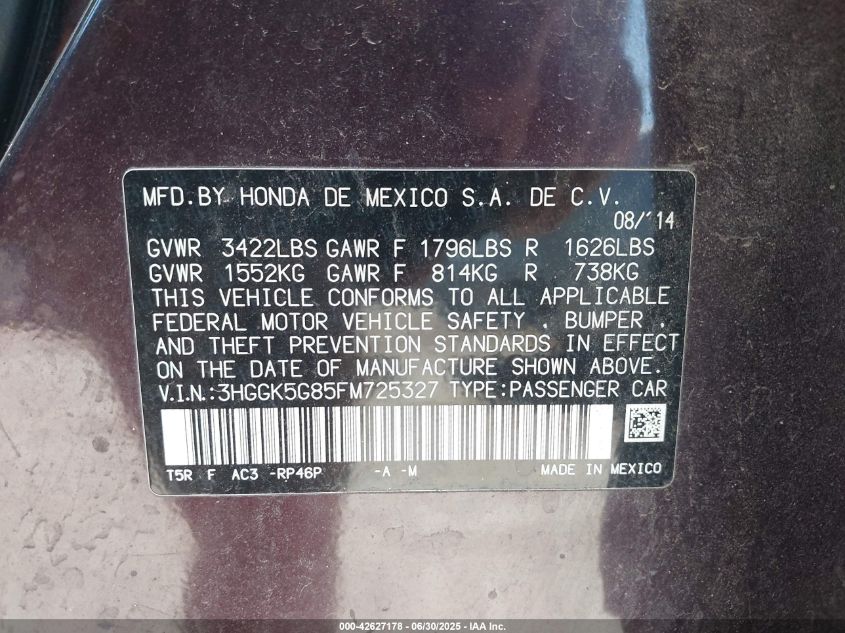 MFD.BY HONDA DE MEXICO S.A. DE C.V.
08/'14
GVWR 3422LBS GAWR F 1796LBS R 1626LBS
GVWR 1552KG GAWR F 814KG R 738KG
THIS VEHICLE CONFORMS TO ALL APPLICABLE
FEDERAL MOTOR VEHICLE SAFETY , BUMPER ,
AND THEFT PREVENTION STANDARDS IN EFFECT
ON THE DATE OF MANUFACTURE SHOWN ABOVE.
V.I.N.:3HGGK5G85FM725327 TYPE:PASSENGER CAR
T5R F AC3 -RP46P -A -M MADE IN MEXICO
000-42627178 - 06/30/2025 - IAA Inc.